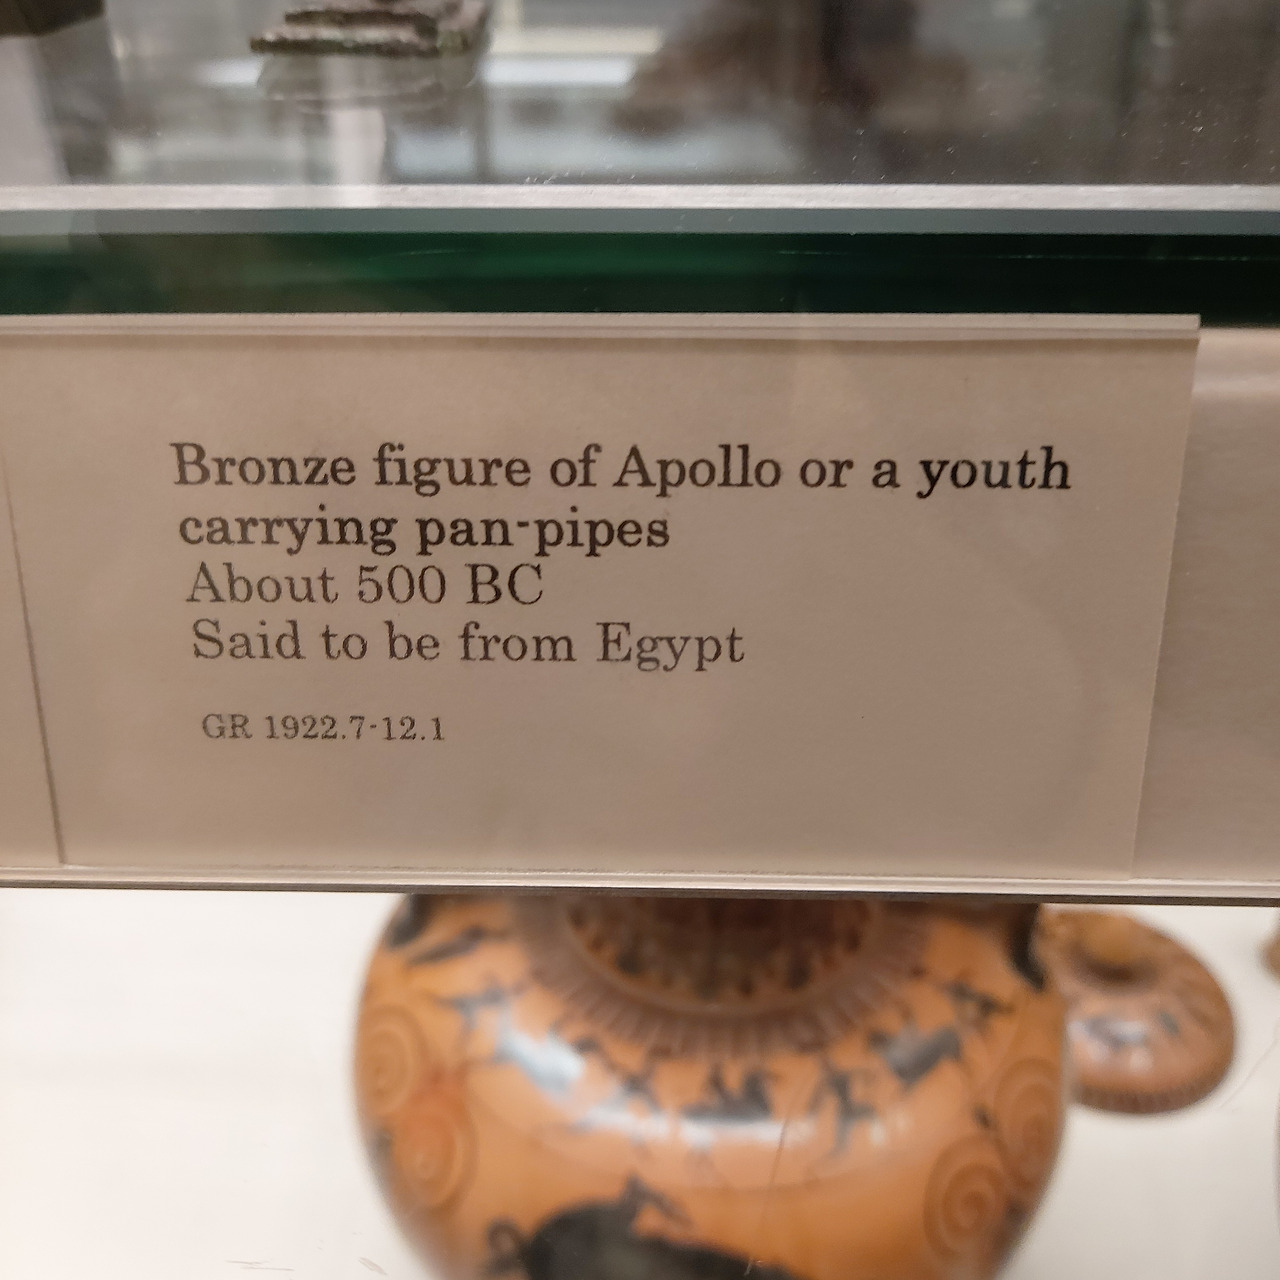 Bronze figure of Apollo or a youth
carrying pan-pipes
About 500 BC
Said to be from Egypt
GR 1922.7-12.1